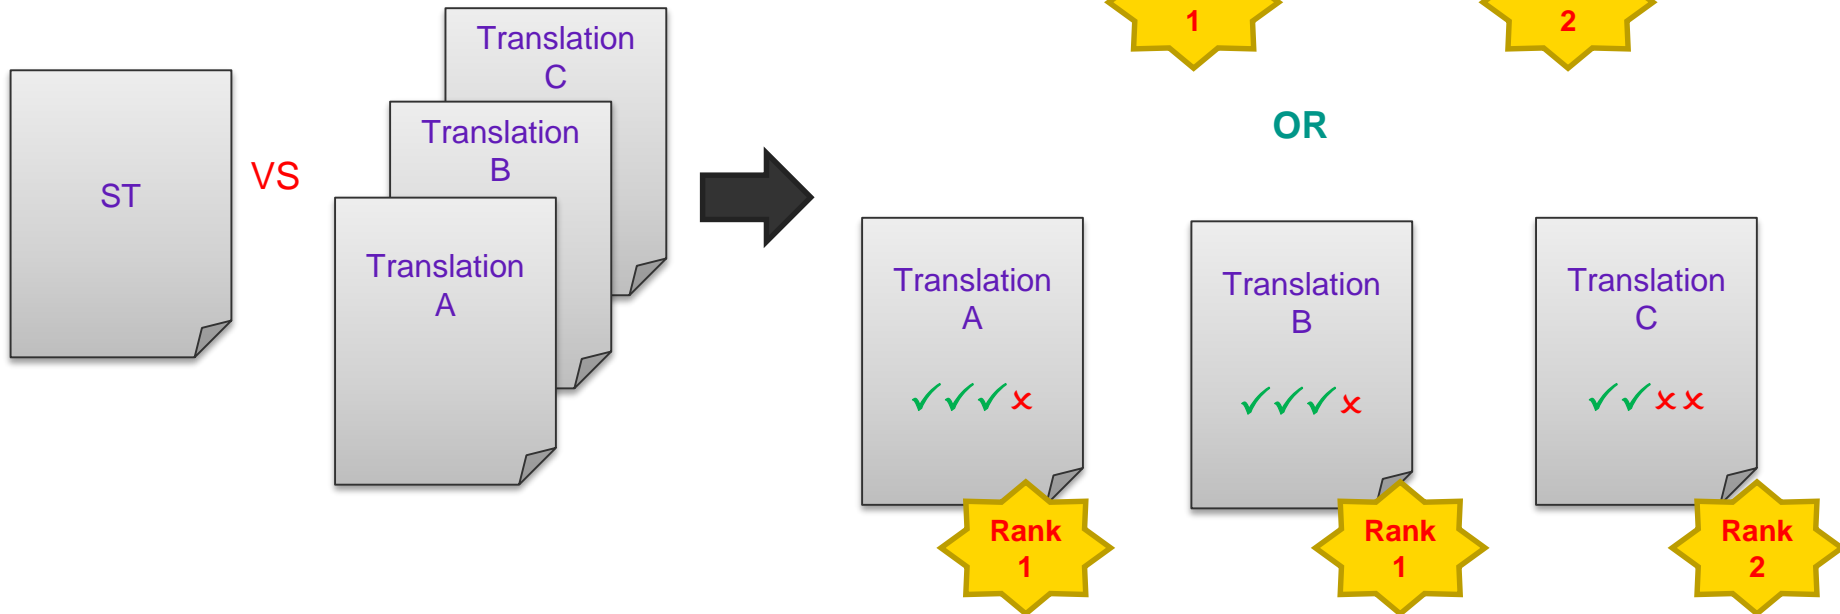 1
2
Translation
C
Translation
B
ST
VS
Translation
A
OR
Translation
A
✓✓✓✗
Rank
1
Translation
B
✓✓✓✗
Rank
1
Translation
C
✓✓✗✗
Rank
2